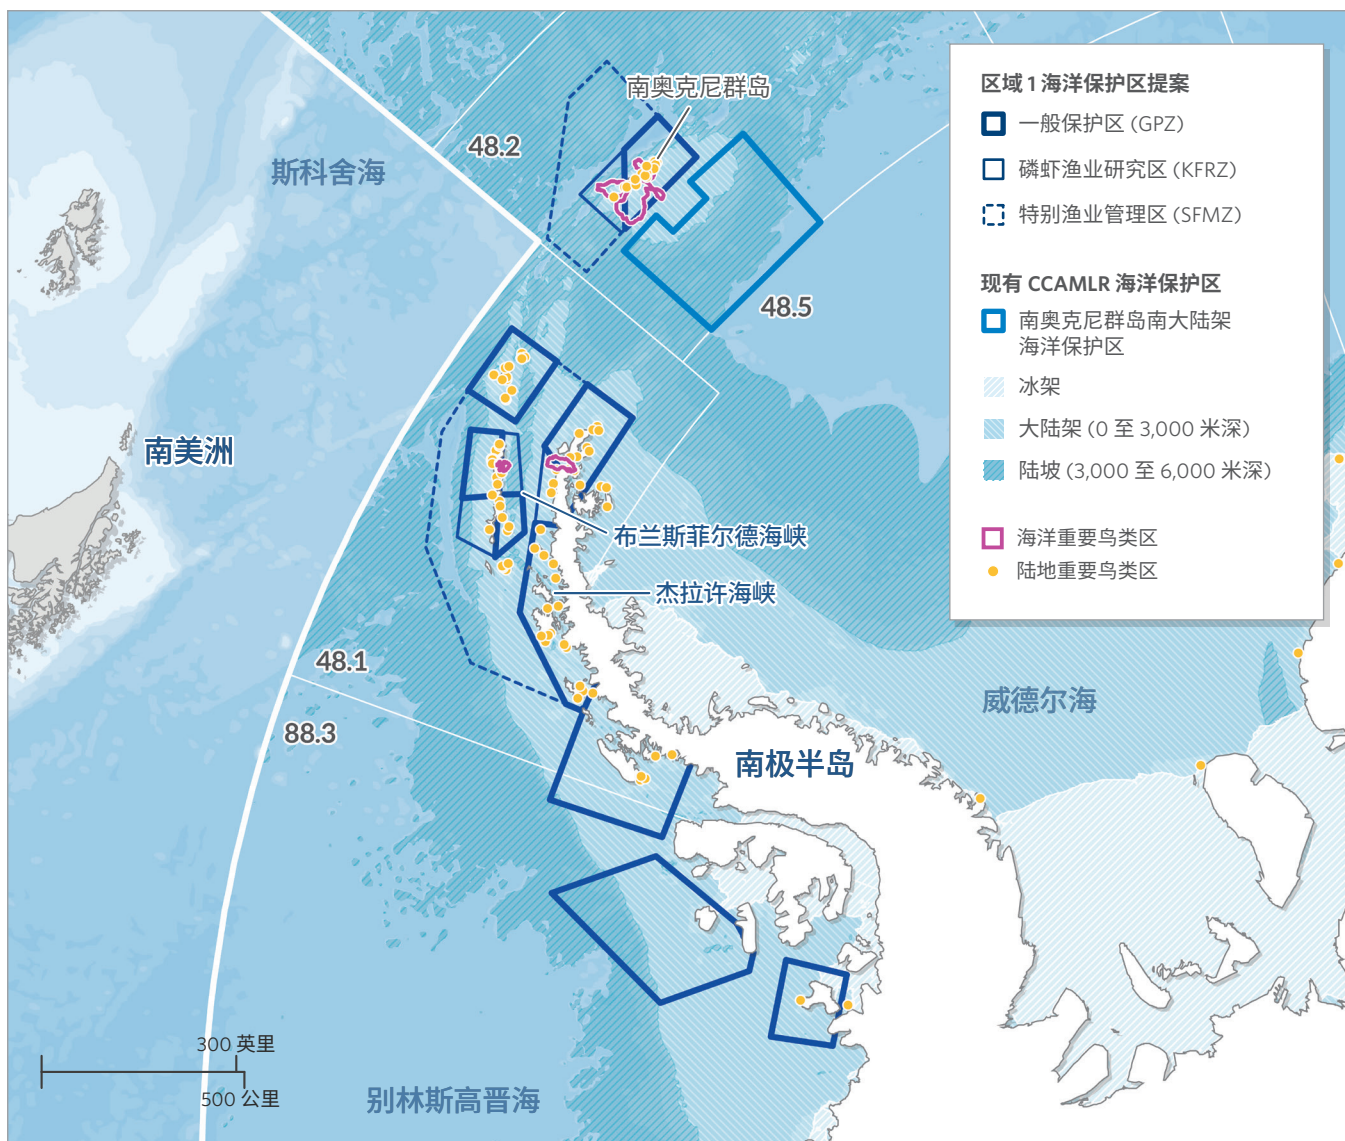 南奥克尼群岛
48.2
斯科舍海
48.5
南美洲
布兰斯菲尔德海峡
杰拉许海峡
48.1
88.3
威德尔海
南极半岛
别林斯高晋海
300 英里
500 公里
区域 1 海洋保护区提案
一般保护区 (GPZ)
磷虾渔业研究区 (KFRZ)
特别渔业管理区 (SFMZ)
现有 CCAMLR 海洋保护区
南奥克尼群岛南大陆架
海洋保护区
冰架
大陆架 (0 至 3,000 米深)
陆坡 (3,000 至 6,000 米深)
海洋重要鸟类区
陆地重要鸟类区